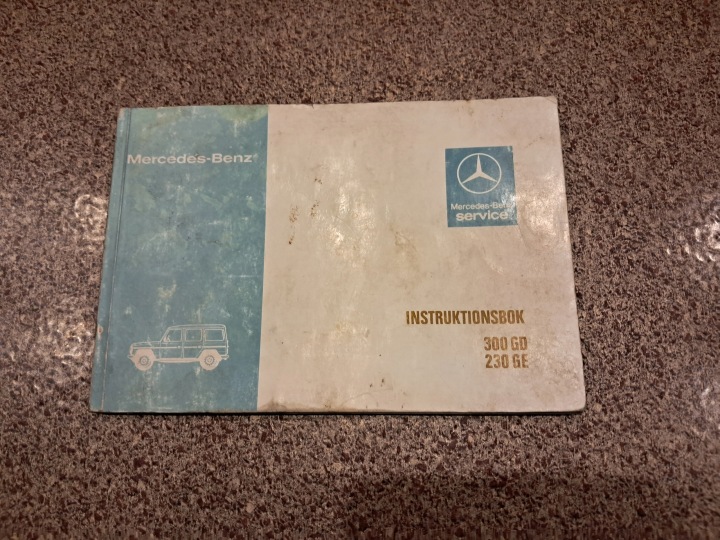 Mercedes-Benz
Mercedes-Benz
service
INSTRUKTIONSBOK
300 GD
230 GE